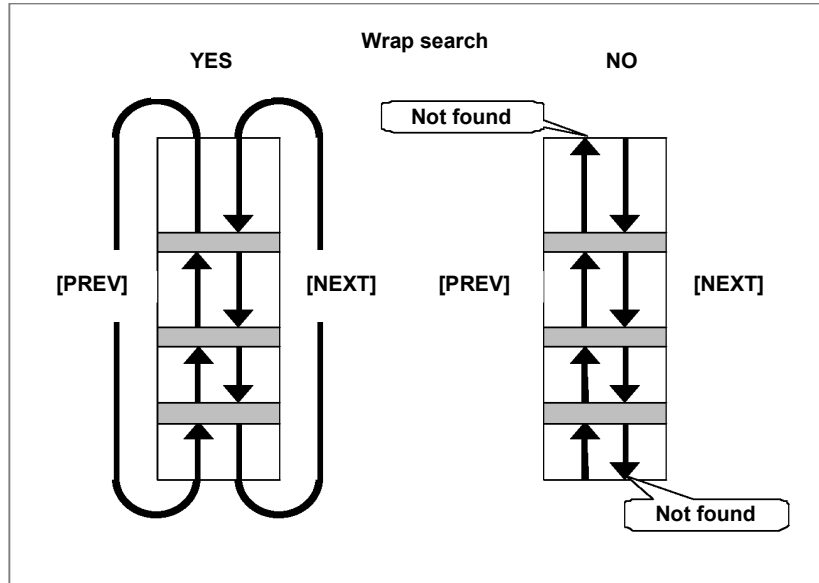 Wrap search
YES
NO
Not found
[PREV]
[NEXT]
[PREV]
[NEXT]
Not found